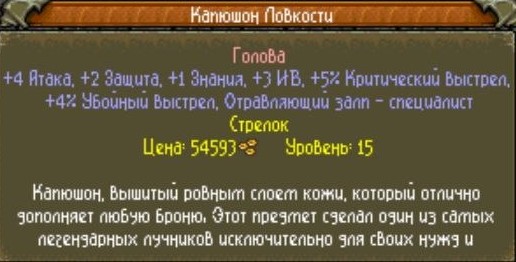 Капюшон Ловкости
Голова
+4 Атака, +2 Защита, +1 Знания, +3 ИВ, +5% Критический выстрел,
+4% Убойный выстрел, Отравляющий залп - специалист
Стрелок
Цена: 54593 Уровень: 15
Капюшон, вышитый ровным слоем кожи, который отлично
дополняет любую броню. Этот предмет сделал один из самых
легендарных лучников исключительно для своих нужд и